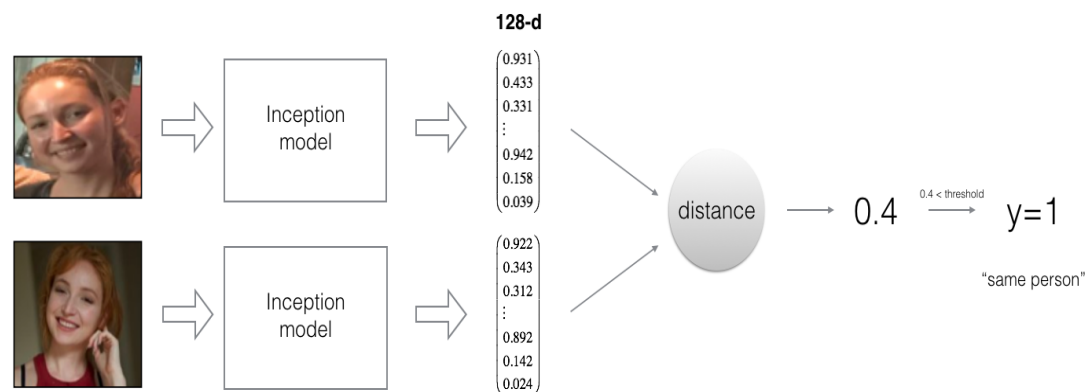 128-d
0.931
0.433
0.331
⋮
0.942
0.158
0.039
Inception
model
distance
0.4
0.4 < threshold
y=1
“same person”
0.922
0.343
0.312
⋮
0.892
0.142
0.024
Inception
model